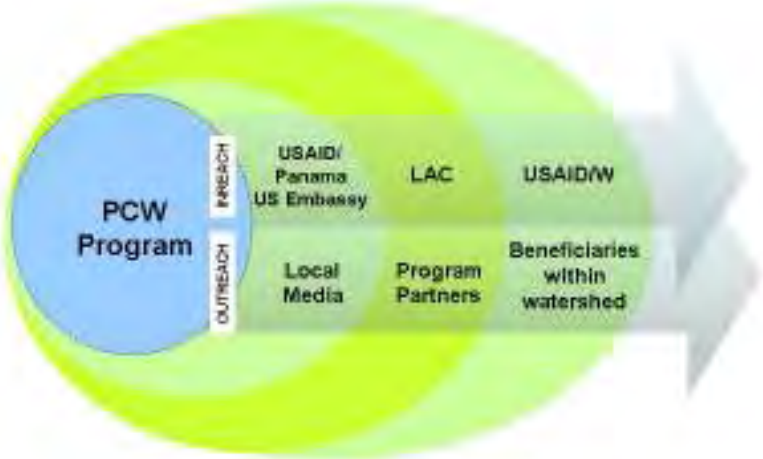 PCW
Program
INREACH
USAID/
Panama
US Embassy
LAC
USAID/W
OUTREACH
Local
Media
Program
Partners
Beneficiaries
within
watershed